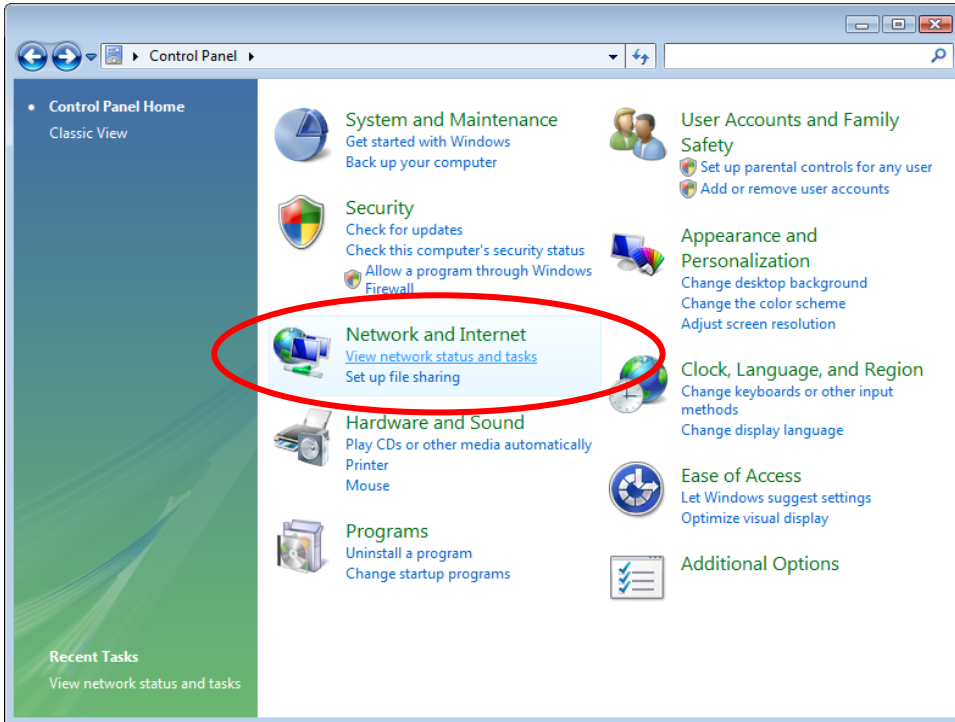 Control Panel
Control Panel Home
Classic View
System and Maintenance
Get started with Windows
Back up your computer
Security
Check for updates
Check this computer's security status
Allow a program through Windows
Firewall
Network and Internet
View network status and tasks
Set up file sharing
Hardware and Sound
Play CDs or other media automatically
Printer
Mouse
Programs
Uninstall a program
Change startup programs
User Accounts and Family
Safety
Set up parental controls for any user
Add or remove user accounts
Appearance and
Personalization
Change desktop background
Change the color scheme
Adjust screen resolution
Clock, Language, and Region
Change keyboards or other input
methods
Change display language
Ease of Access
Let Windows suggest settings
Optimize visual display
Additional Options
Recent Tasks
View network status and tasks